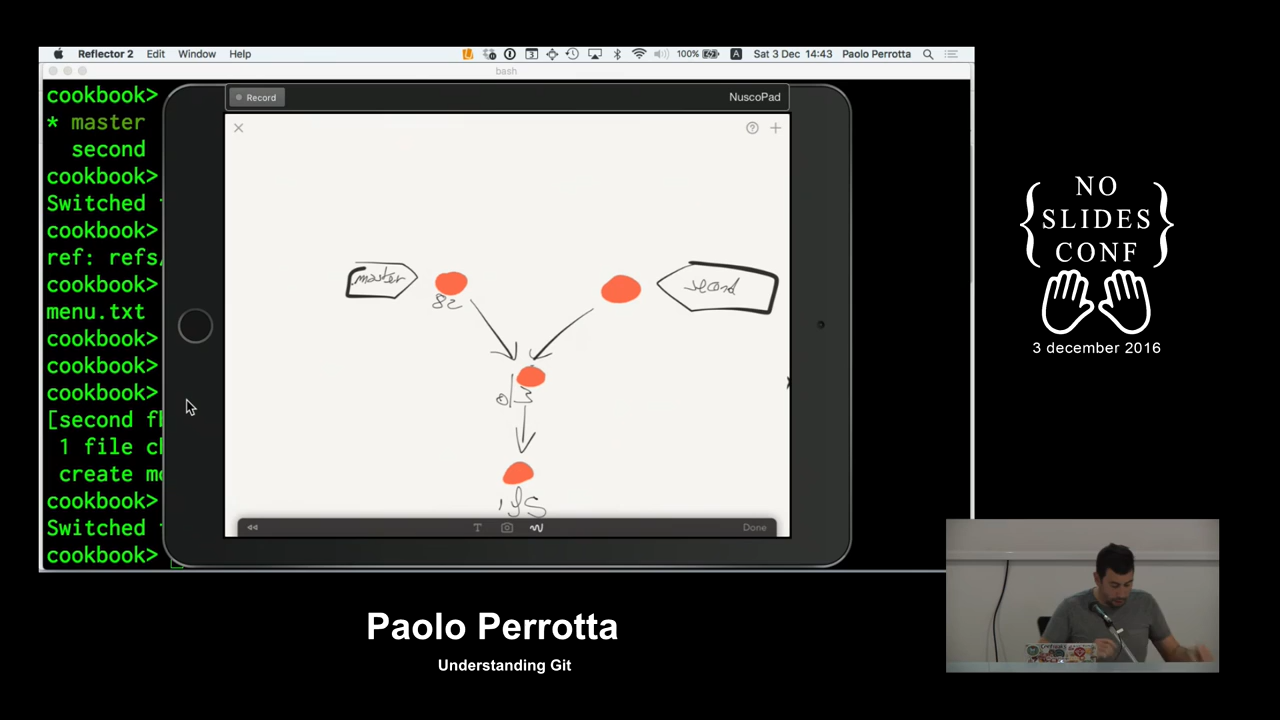 Reflector 2 Edit Window Help
100% Sat 3 Dec 14:43 Paolo Perrotta
bash
cookbook>
* master
second
cookbook>
Switched
cookbook>
ref: refs/
cookbook>
menu.txt
cookbook>
cookbook>
cookbook>
[second
1 file
create
cookbook>
Switched
cookbook>
Record
NuscoPad
master
82
second
T
Done
NO
SLIDES
CONF
3 december 2016
Paolo Perrotta
Understanding Git